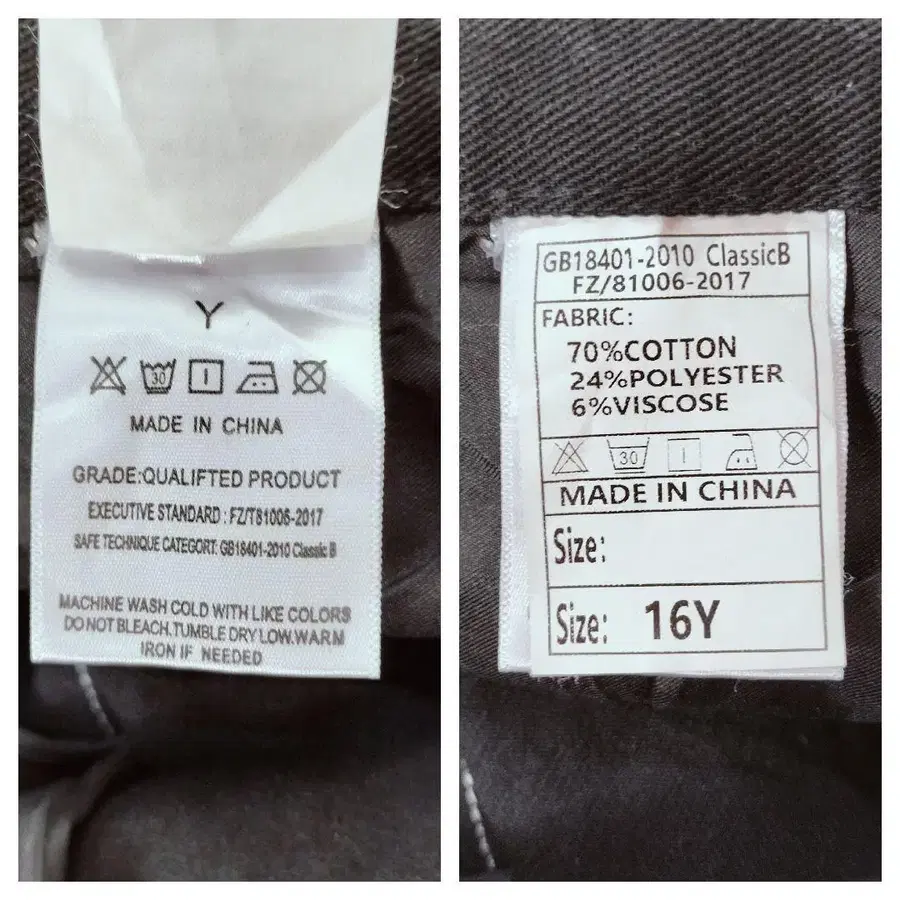 Y
30
MADE IN CHINA
GRADE:QUALIFTED PRODUCT
EXECUTIVE STANDARD : FZ/T81006-2017
SAFE TECHNIQUE CATEGORT: GB18401-2010 Classic B
MACHINE WASH COLD WITH LIKE COLORS
DO NOT BLEACH.TUMBLE DRY LOW.WARM
IRON IF NEEDED
GB18401-2010 ClassicB
FZ/81006-2017
FABRIC:
70%COTTON
24%POLYESTER
6%VISCOSE
30
MADE IN CHINA
Size:
Size: 16Y